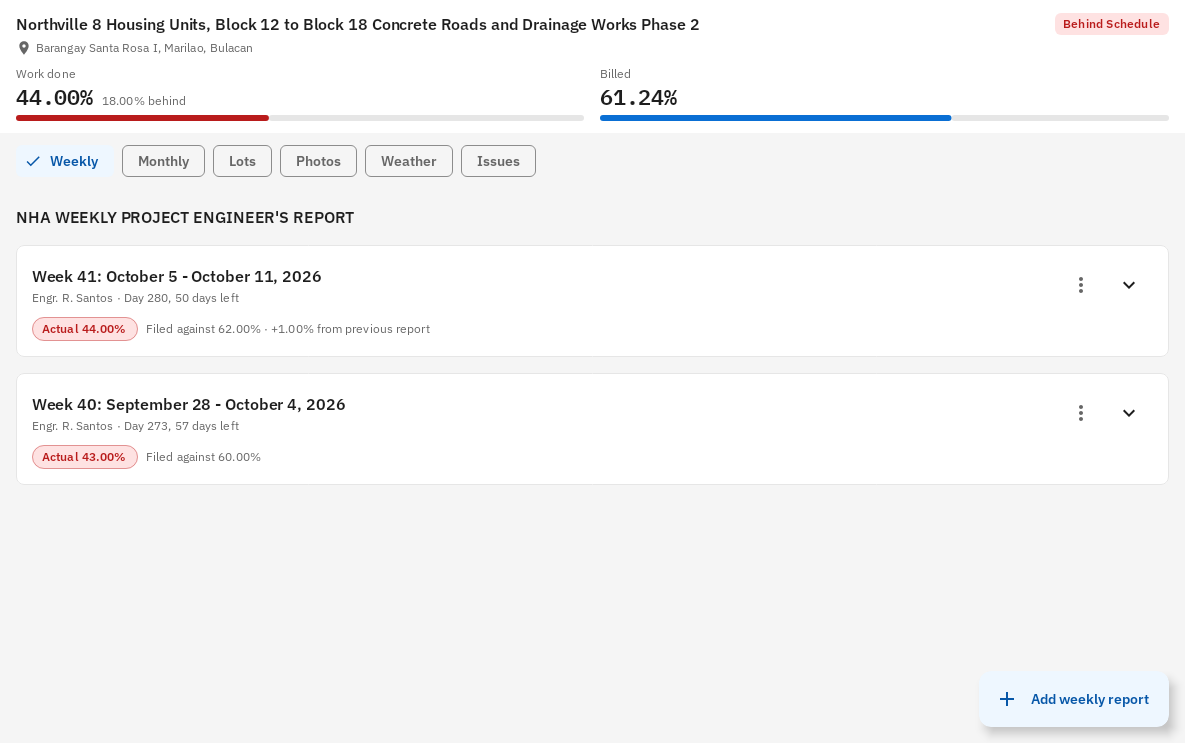 Northville 8 Housing Units, Block 12 to Block 18 Concrete Roads and Drainage Works Phase 2
Behind Schedule
Barangay Santa Rosa I, Marilao, Bulacan
Work done
44.00% 18.00% behind
Billed
61.24%
Weekly
Monthly
Lots
Photos
Weather
Issues
NHA WEEKLY PROJECT ENGINEER'S REPORT
Week 41: October 5 - October 11, 2026
Engr. R. Santos · Day 280, 50 days left
Actual 44.00% Filed against 62.00% · +1.00% from previous report
Week 40: September 28 - October 4, 2026
Engr. R. Santos · Day 273, 57 days left
Actual 43.00% Filed against 60.00%
Add weekly report